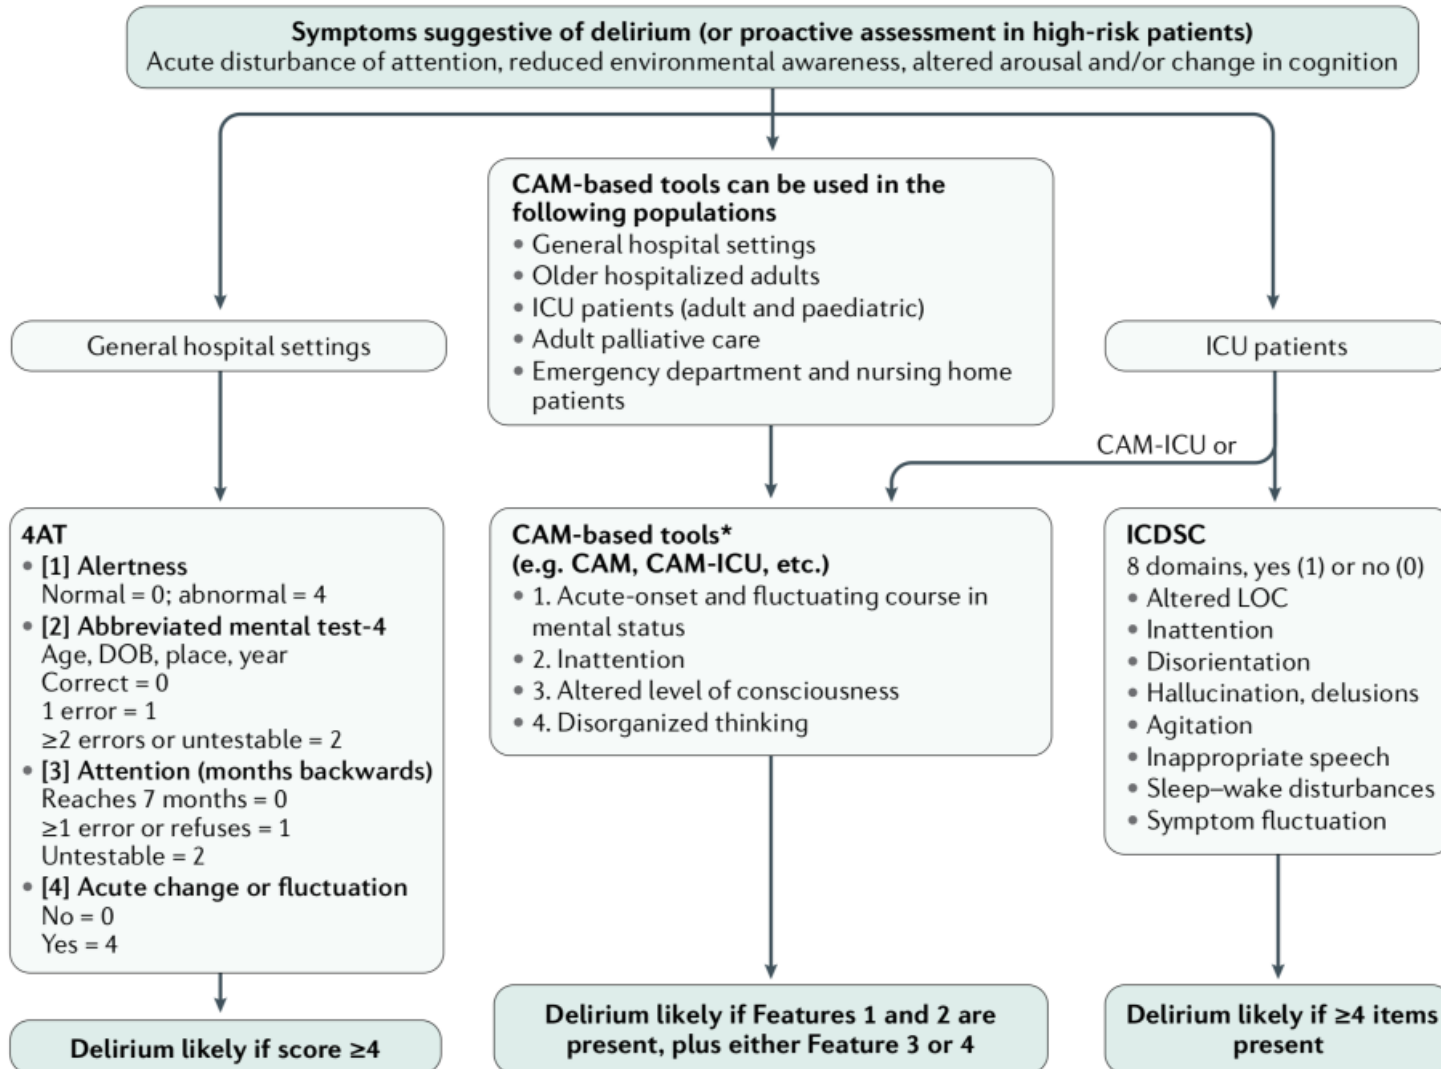 Symptoms suggestive of delirium (or proactive assessment in high-risk patients)
Acute disturbance of attention, reduced environmental awareness, altered arousal and/or change in cognition
General hospital settings
CAM-based tools can be used in the
following populations
• General hospital settings
• Older hospitalized adults
• ICU patients (adult and paediatric)
• Adult palliative care
• Emergency department and nursing home
patients
ICU patients
CAM-ICU or
4AT
• [1] Alertness
Normal = 0; abnormal = 4
• [2] Abbreviated mental test-4
Age, DOB, place, year
Correct = 0
1 error = 1
≥2 errors or untestable = 2
• [3] Attention (months backwards)
Reaches 7 months = 0
≥1 error or refuses = 1
Untestable = 2
• [4] Acute change or fluctuation
No = 0
Yes = 4
CAM-based tools*
(e.g. CAM, CAM-ICU, etc.)
• 1. Acute-onset and fluctuating course in
mental status
• 2. Inattention
• 3. Altered level of consciousness
• 4. Disorganized thinking
ICDSC
8 domains, yes (1) or no (0)
• Altered LOC
• Inattention
• Disorientation
• Hallucination, delusions
• Agitation
• Inappropriate speech
• Sleep–wake disturbances
• Symptom fluctuation
Delirium likely if score ≥4
Delirium likely if Features 1 and 2 are
present, plus either Feature 3 or 4
Delirium likely if ≥4 items
present